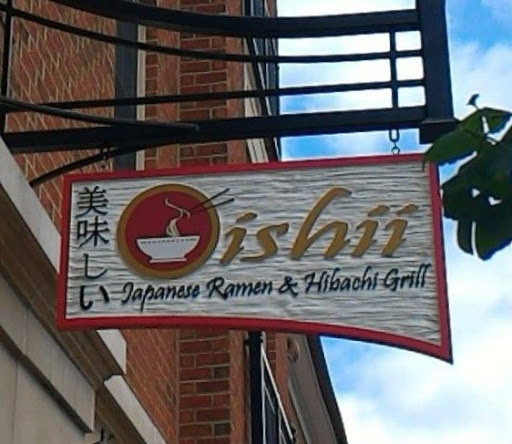 美味しい
Oishii
Japanese Ramen & Hibachi Grill